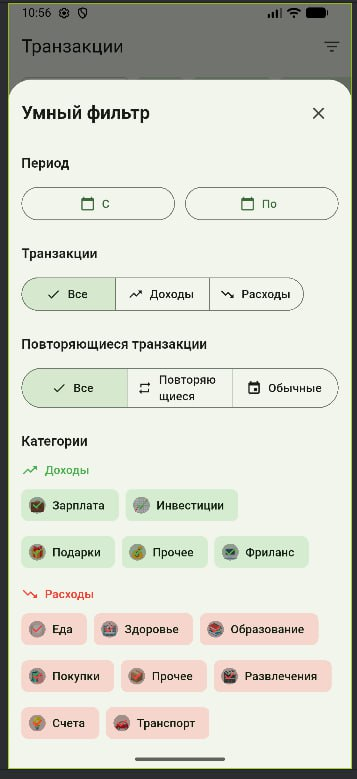 10:56
Транзакции
Умный фильтр
Период
С По
Транзакции
Все Доходы Расходы
Повторяющиеся транзакции
Все Повторяю
щиеся Обычные
Категории
Доходы
Зарплата Инвестиции
Подарки Прочее Фриланс
Расходы
Еда Здоровье Образование
Покупки Прочее Развлечения
Счета Транспорт